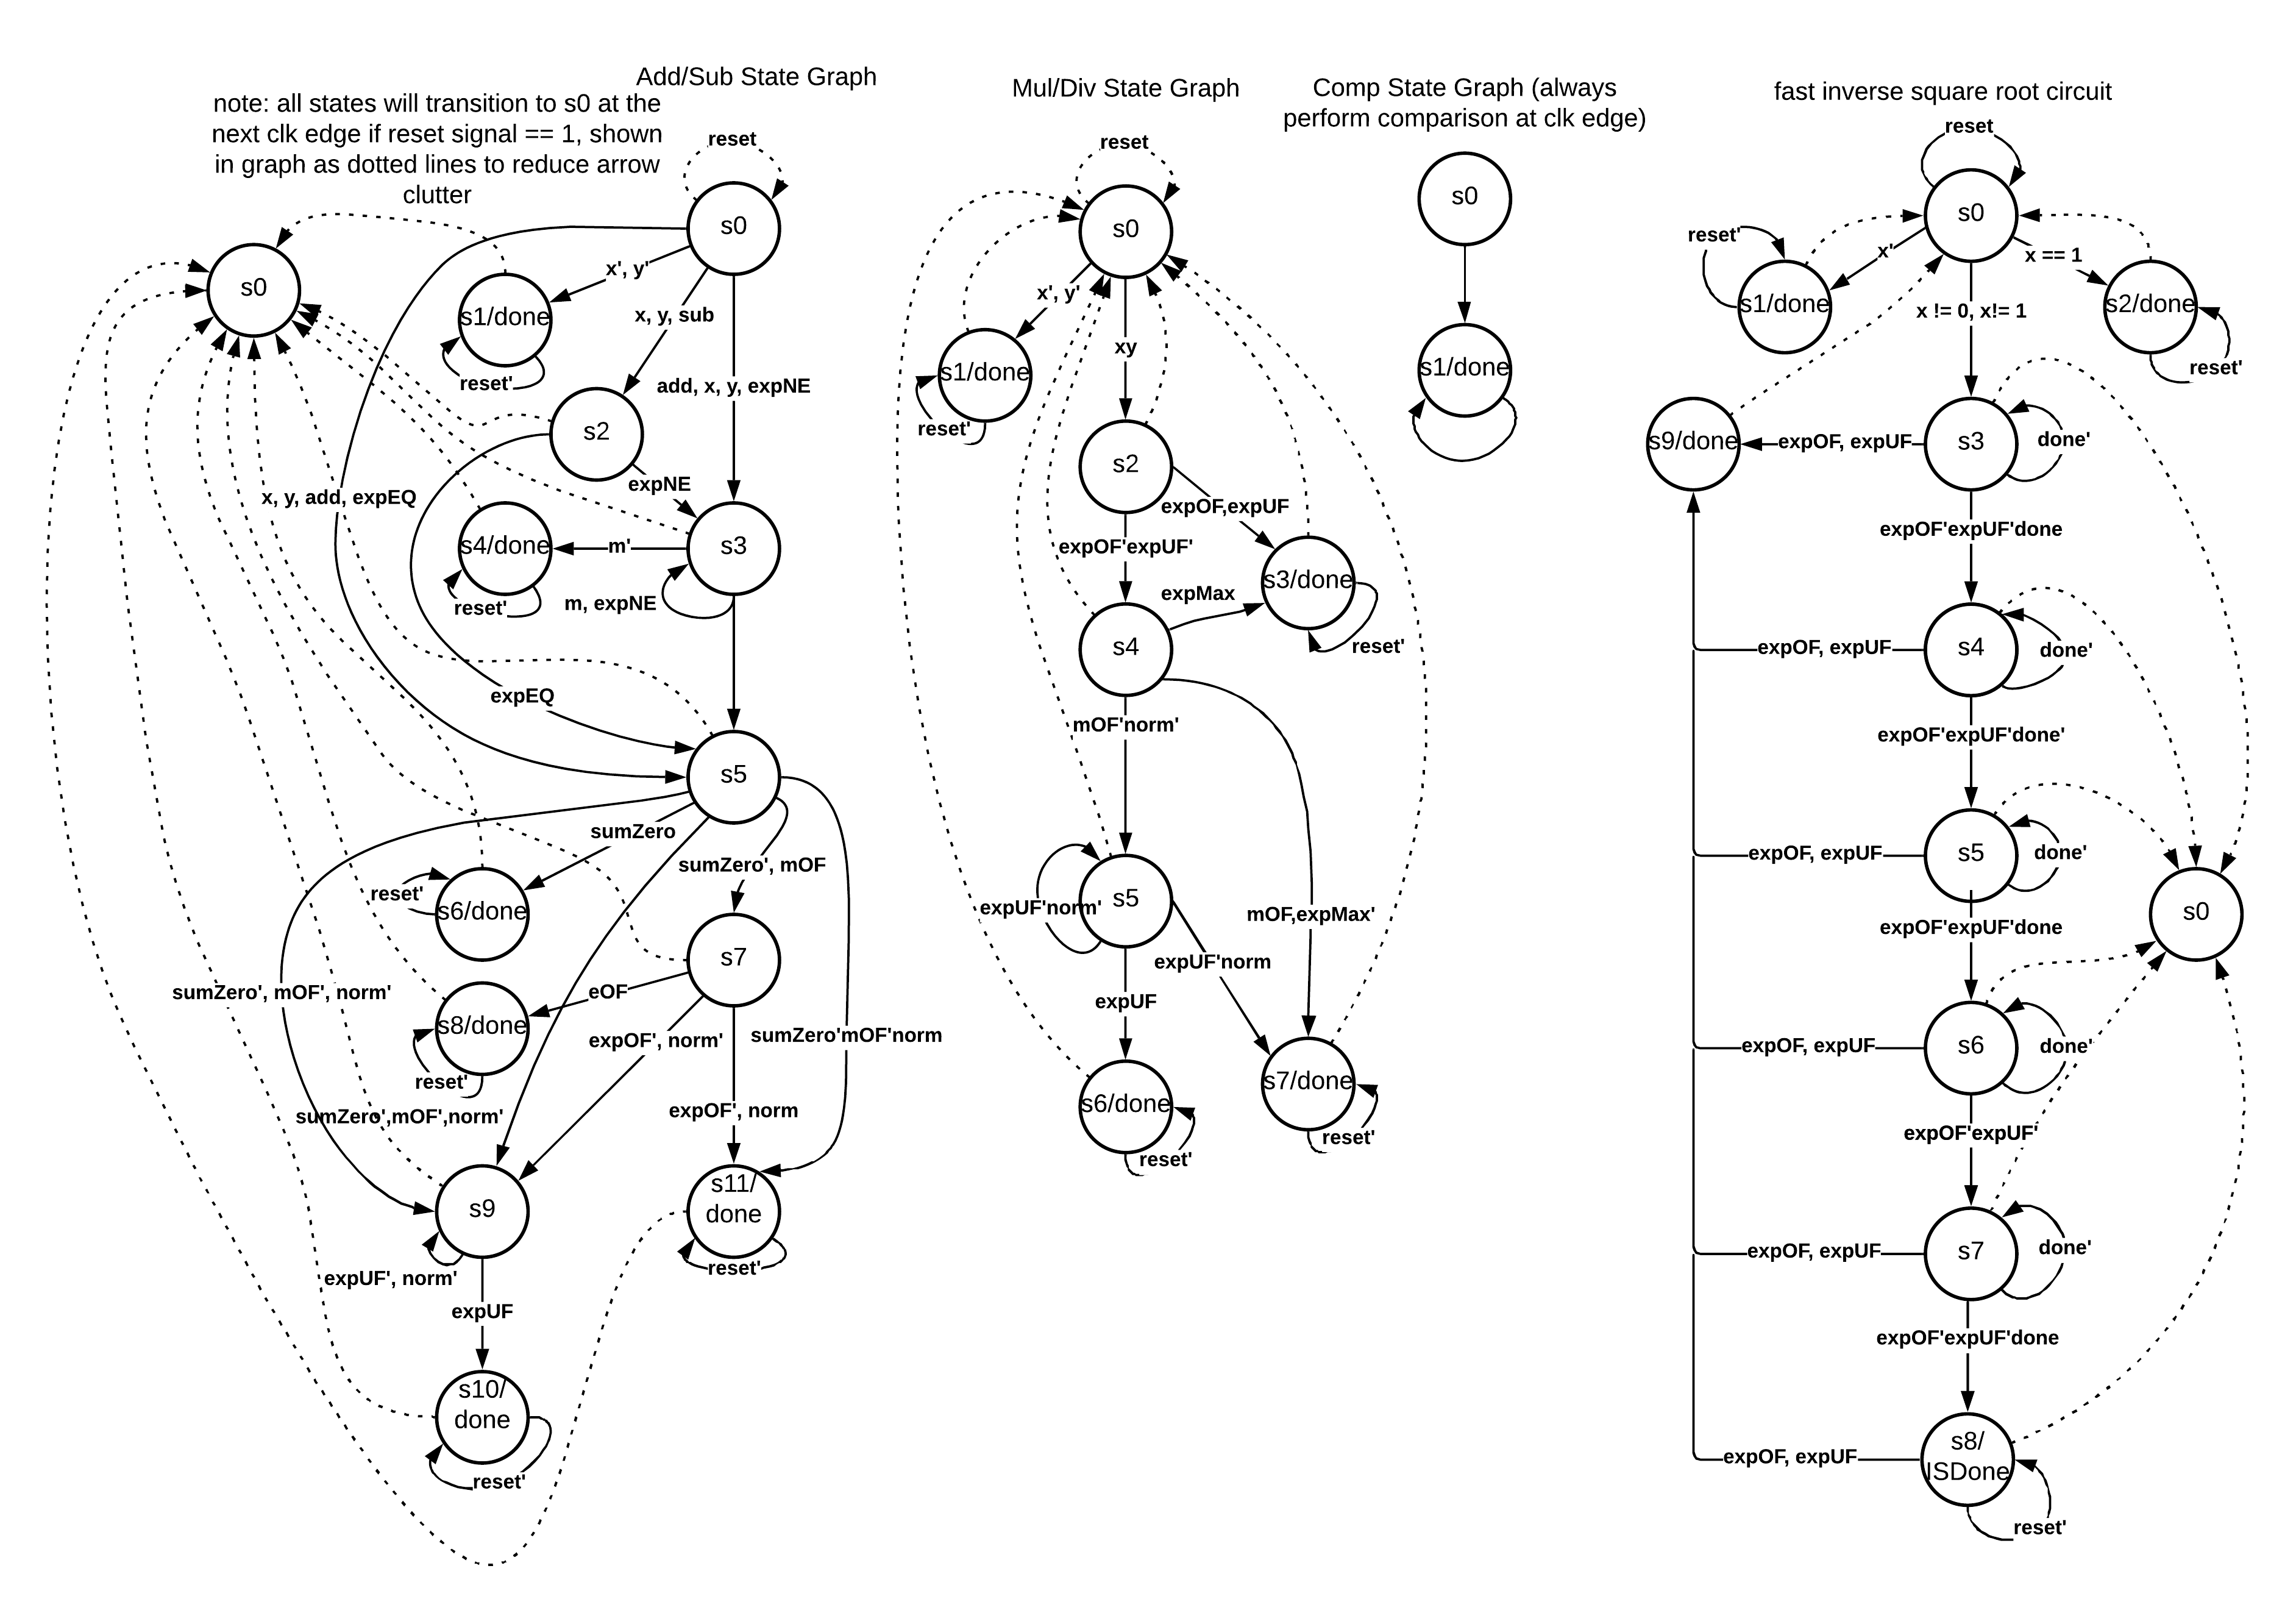 Add/Sub State Graph
note: all states will transition to s0 at the
next clk edge if reset signal == 1, shown
in graph as dotted lines to reduce arrow
clutter
reset
s0
s0
x', y'
s1/done
reset'
x, y, sub
add, x, y, expNE
s2
expNE
x, y, add, expEQ
s3
m'
s4/done
reset'
m, expNE
expEQ
s5
sumZero
sumZero', mOF
reset'
s6/done
s7
eOF
s8/done
reset'
sumZero', mOF', norm'
expOF', norm'
sumZero'mOF'norm
sumZero',mOF',norm'
expOF', norm
s9
s11/
done
reset'
expUF', norm'
expUF
s10/
done
reset'
Mul/Div State Graph
reset
s0
x', y'
xy
s1/done
reset'
s2
expOF,expUF
expOF'expUF'
s3/done
reset'
expMax
s4
mOF'norm'
mOF,expMax'
s5
expUF'norm'
expUF'norm
expUF
s6/done
reset'
s7/done
reset'
Comp State Graph (always
perform comparison at clk edge)
s0
s1/done
fast inverse square root circuit
reset
s0
reset'
x'
x == 1
s1/done
s2/done
reset'
x != 0, x!= 1
s9/done
expOF, expUF
s3
done'
expOF'expUF'done
expOF, expUF
s4
done'
expOF'expUF'done'
expOF, expUF
s5
done'
s0
expOF'expUF'done
expOF, expUF
s6
done'
expOF'expUF'
expOF, expUF
s7
done'
expOF'expUF'done
expOF, expUF
s8/
ISDone
reset'